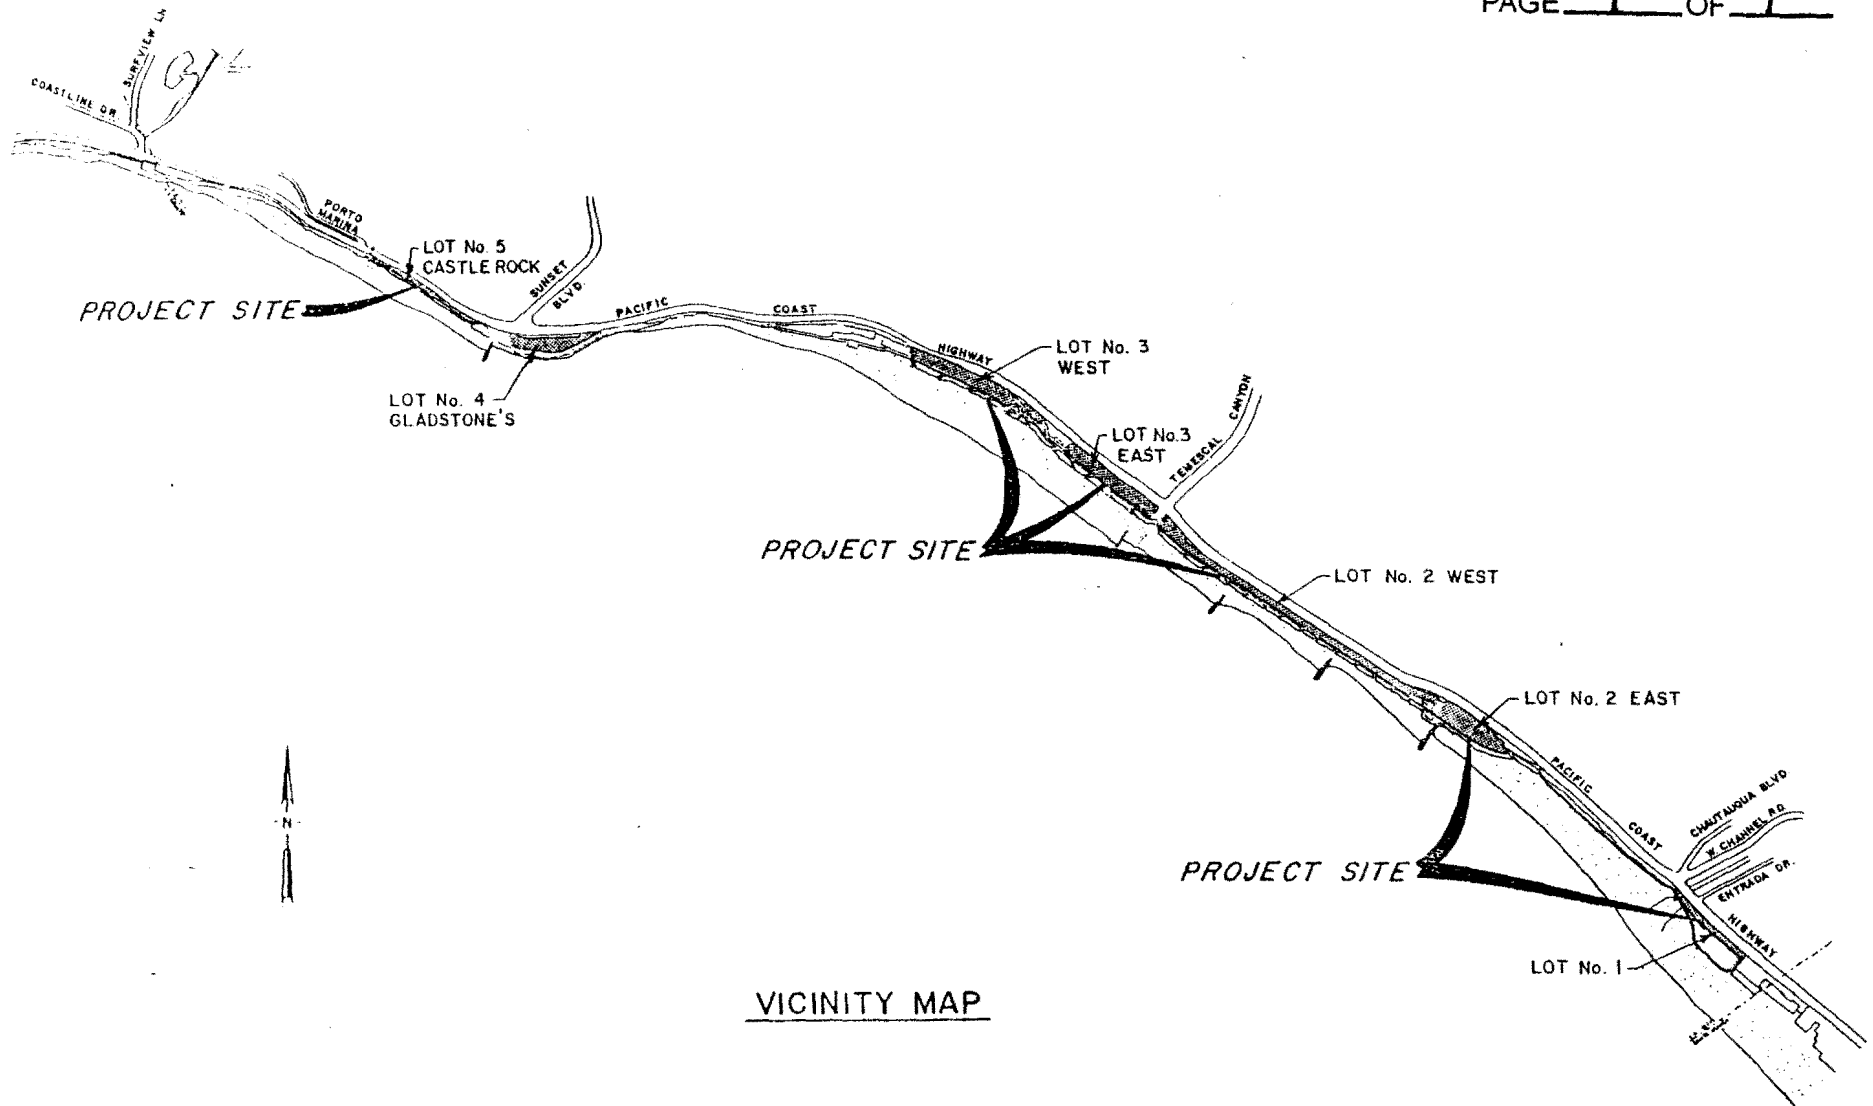 PAGE 1 OF 1
SURFVIEW LN
COASTLINE DR.
PORTO
MARINA
LOT No. 5
CASTLE ROCK
SUNSET
BLVD.
PROJECT SITE
PACIFIC
COAST
HIGHWAY
LOT No. 3
WEST
LOT No. 4
GLADSTONE'S
CANYON
TEMESCAL
LOT No.3
EAST
PROJECT SITE
LOT No. 2 WEST
LOT No. 2 EAST
PACIFIC
COAST
HIGHWAY
CHAUTAUQUA BLVD
W. CHANNEL RD.
ENTRADA DR.
PROJECT SITE
LOT No. 1
N
VICINITY MAP